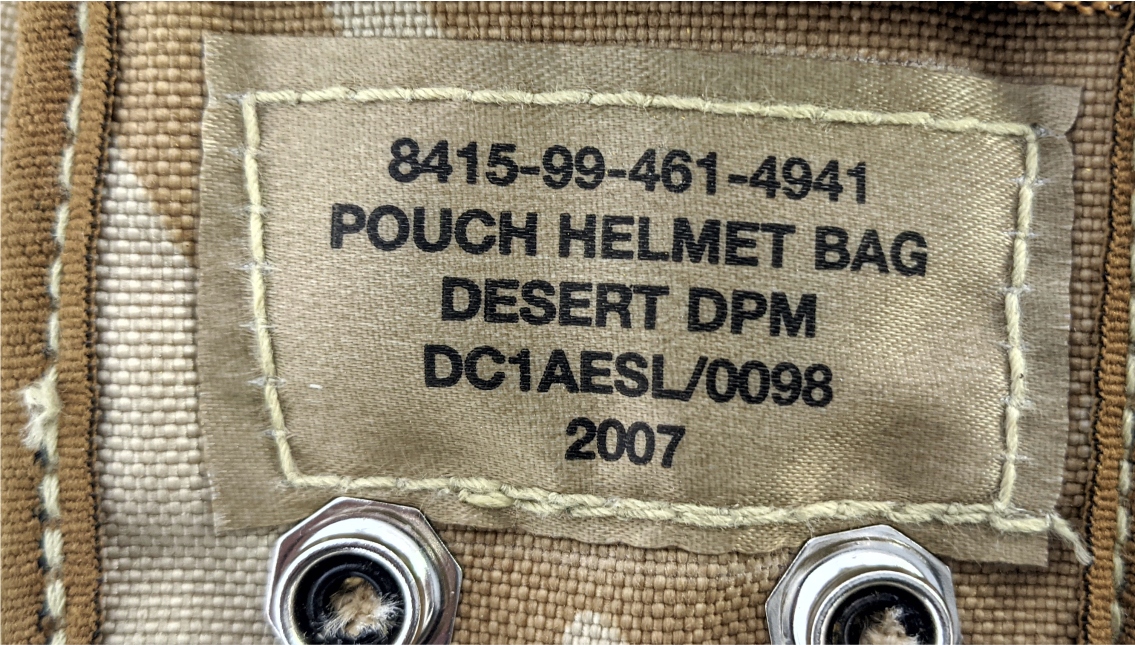 8415-99-461-4941
POUCH HELMET BAG
DESERT DPM
DC1AESL/0098
2007